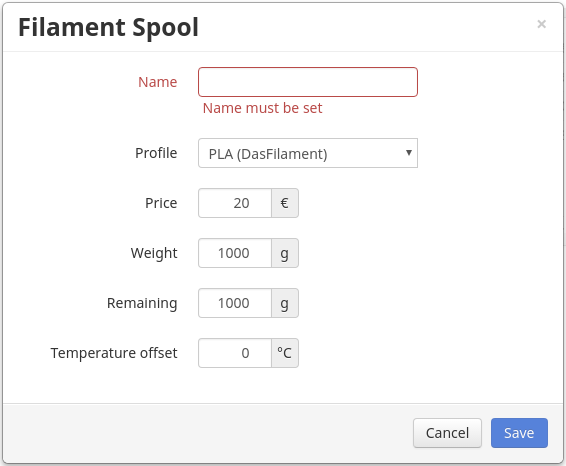 Filament Spool ×
Name
Name must be set
Profile PLA (DasFilament) ▾
Price 20 €
Weight 1000 g
Remaining 1000 g
Temperature offset 0 °C
Cancel Save